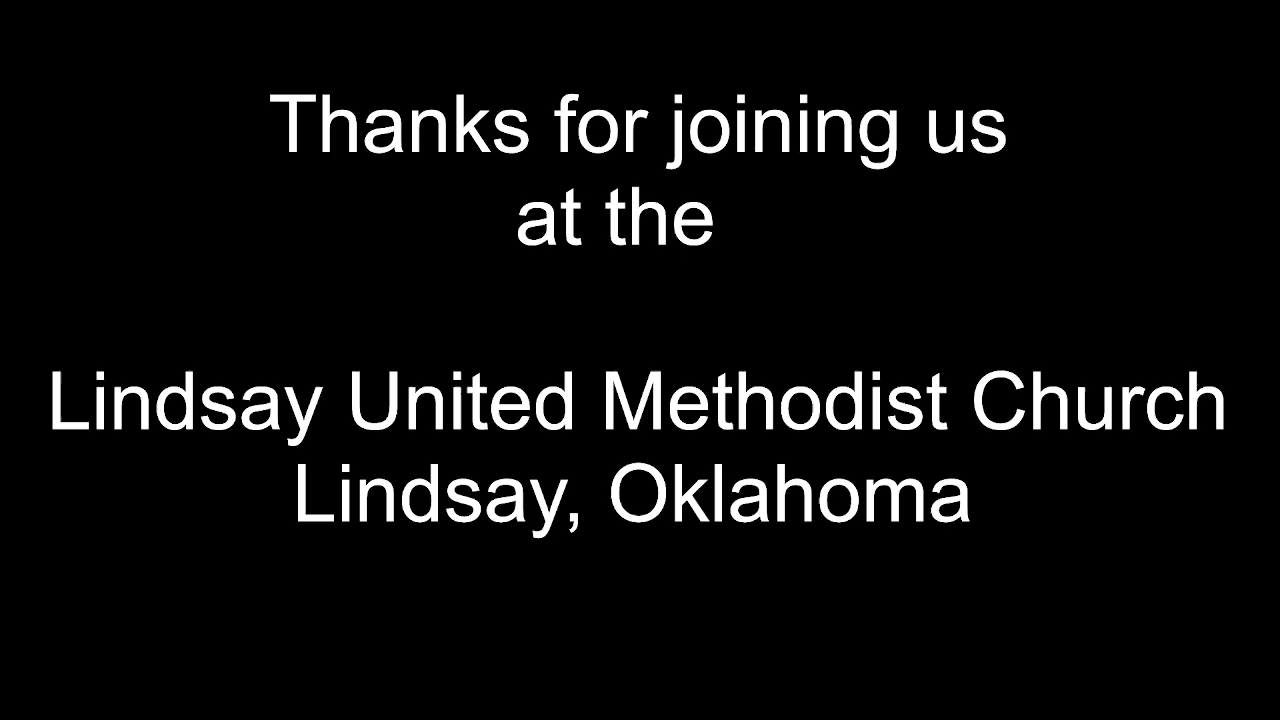 Thanks for joining us
at the
Lindsay United Methodist Church
Lindsay, Oklahoma